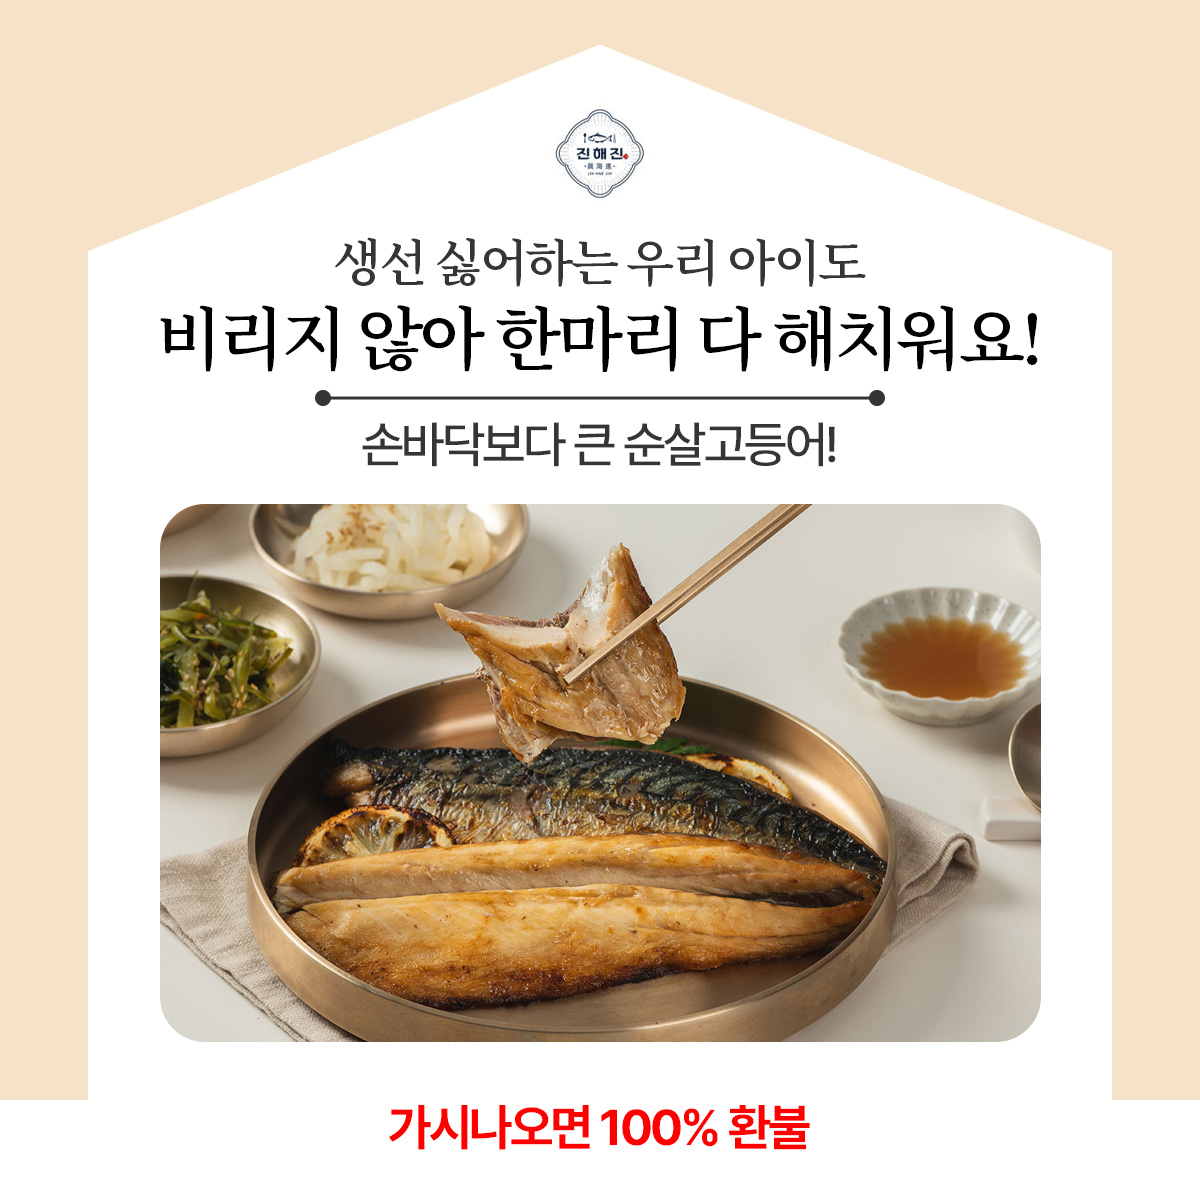 진해진
眞海進
JIN HAE JIN
생선 싫어하는 우리 아이도
비리지 않아 한마리 다 해치워요!
손바닥보다 큰 순살고등어!
가시나오면 100% 환불